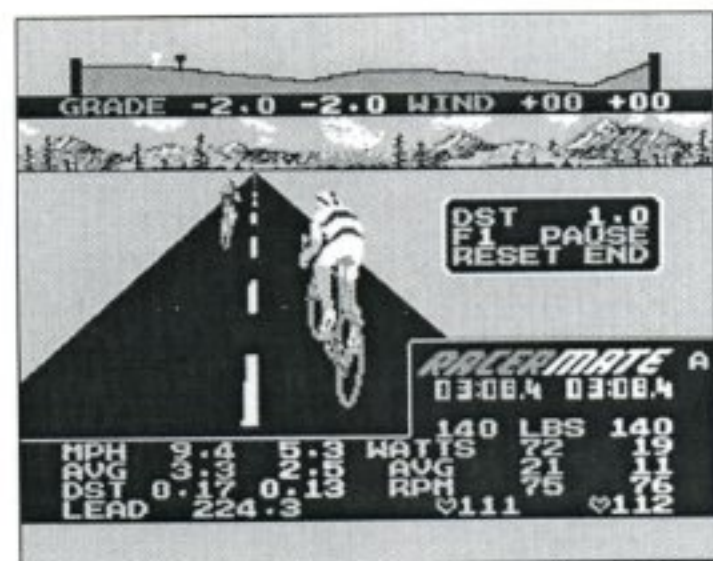 GRADE -2.0 -2.0 WIND +00 +00
DST 1.0
F1 PAUSE
RESET END
RACERMATE A
03:08.4 03:08.4
140 LBS 140
MPH 9.4 5.3 WATTS 72 19
AVG 3.3 2.5 AVG 21 11
DST 0.17 0.13 RPM 75 76
LEAD 224.3 ♡111 ♡112